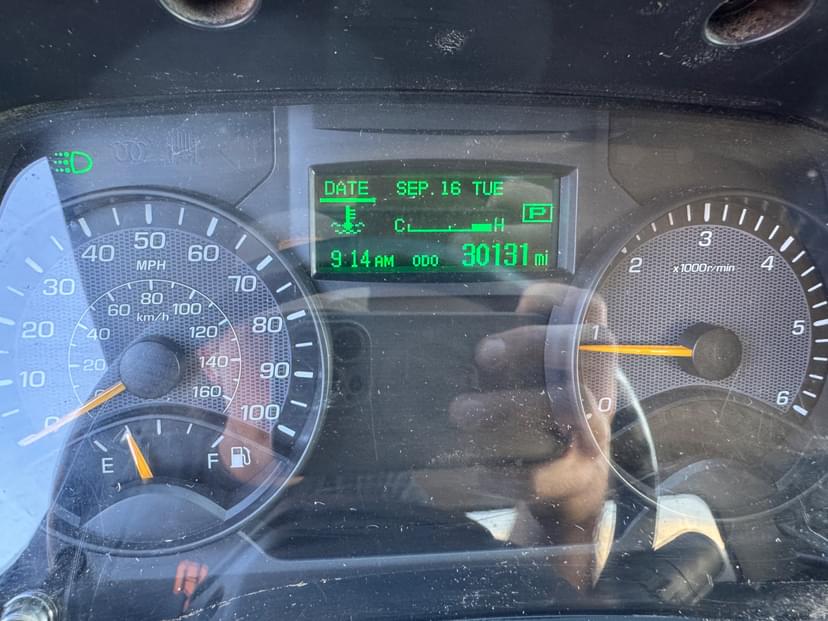 DATE SEP.16 TUE
C H P
9:14 AM ODO 30131 mi
0 10 20 30 40 50 60 70 80 90 100
MPH
0 20 40 60 80 100 120 140 160
km/h
E F
0 1 2 3 4 5 6
x1000r/min